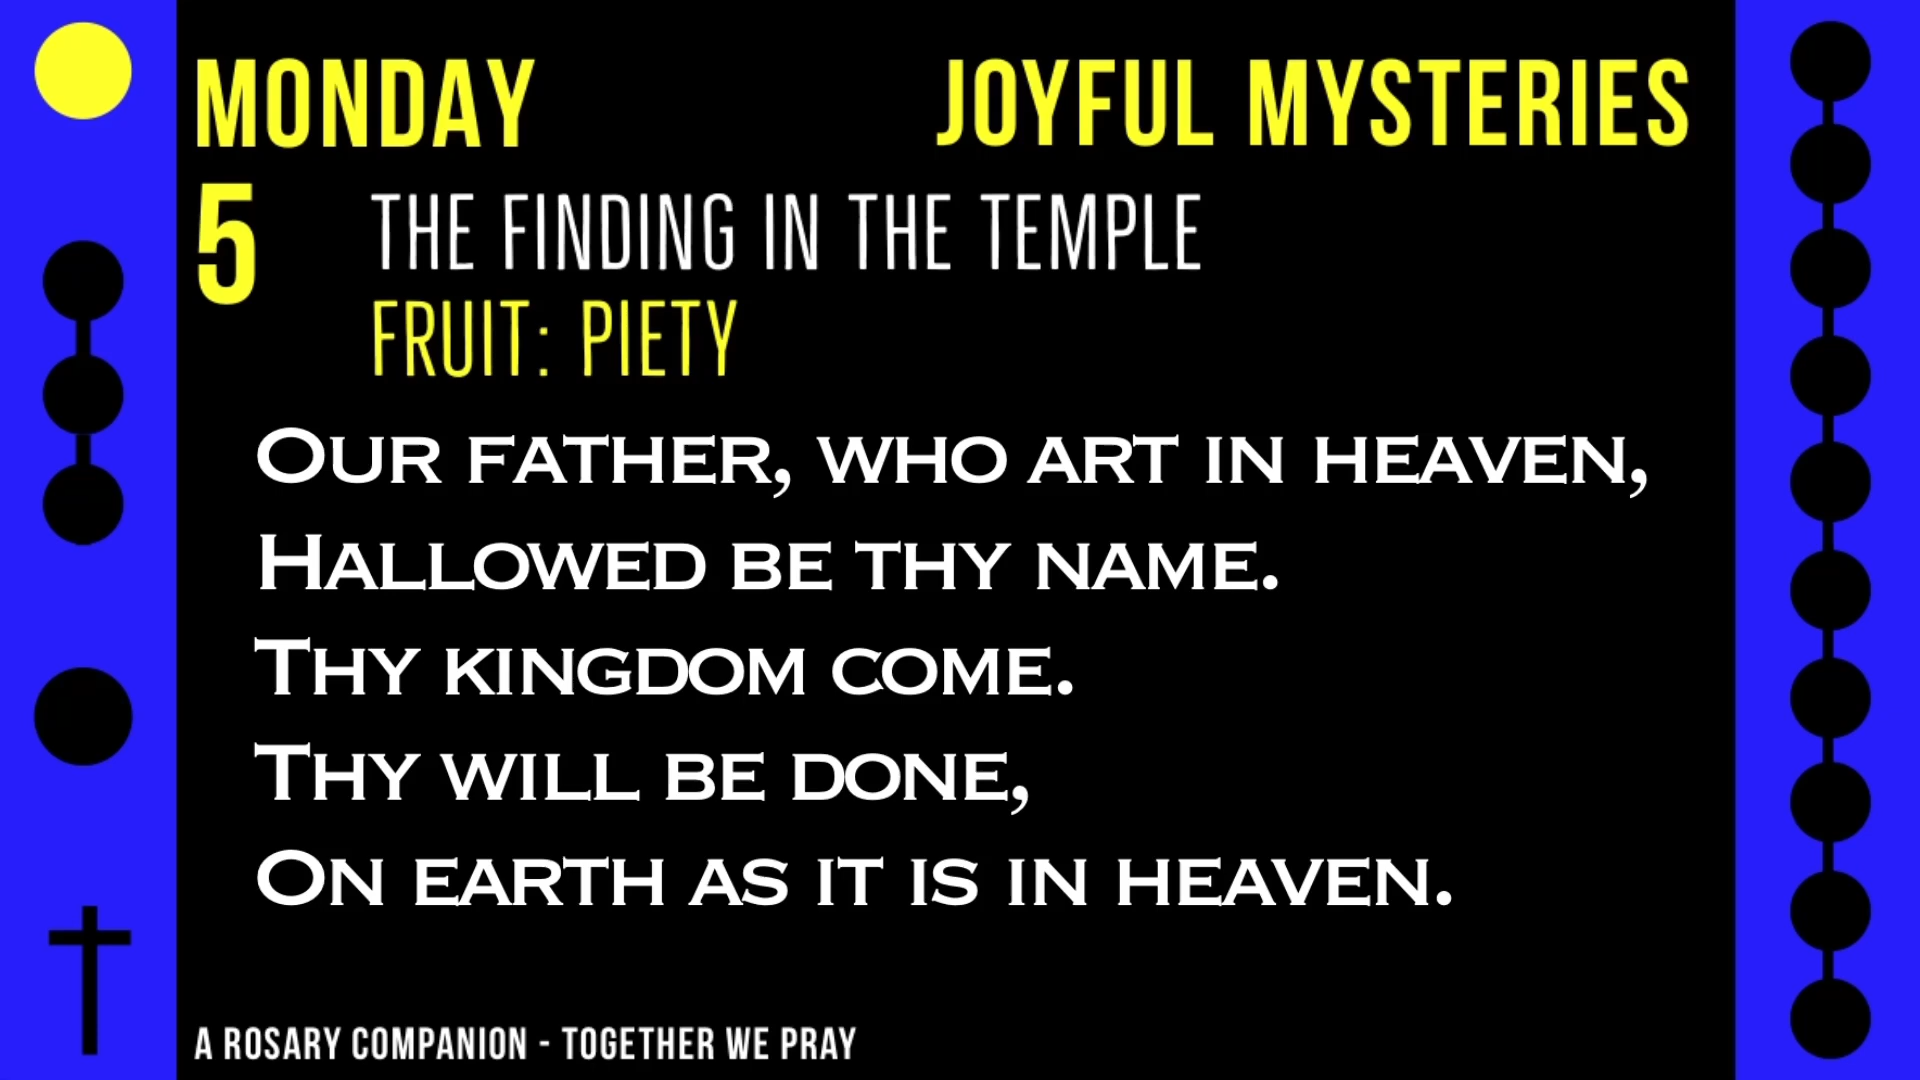 MONDAY JOYFUL MYSTERIES
5 THE FINDING IN THE TEMPLE
FRUIT: PIETY
OUR FATHER, WHO ART IN HEAVEN,
HALLOWED BE THY NAME.
THY KINGDOM COME.
THY WILL BE DONE,
ON EARTH AS IT IS IN HEAVEN.
A ROSARY COMPANION - TOGETHER WE PRAY